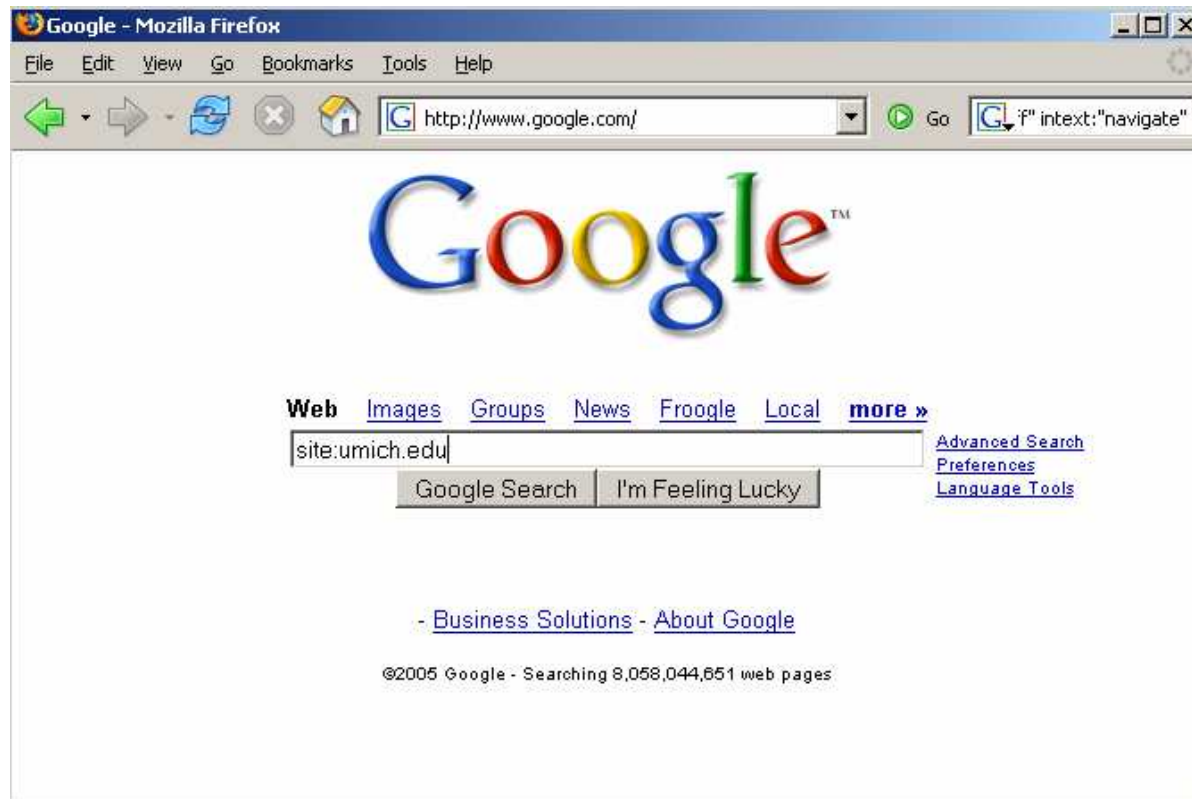 Google - Mozilla Firefox
File Edit View Go Bookmarks Tools Help
http://www.google.com/ Go f" intext:"navigate"
Google™
Web Images Groups News Froogle Local more »
site:umich.edu Advanced Search
Preferences
Google Search I'm Feeling Lucky Language Tools
- Business Solutions - About Google
©2005 Google - Searching 8,058,044,651 web pages